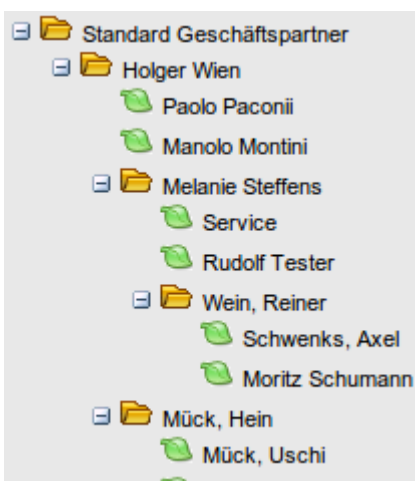 Standard Geschäftspartner
Holger Wien
Paolo Paconii
Manolo Montini
Melanie Steffens
Service
Rudolf Tester
Wein, Reiner
Schwenks, Axel
Moritz Schumann
Mück, Hein
Mück, Uschi